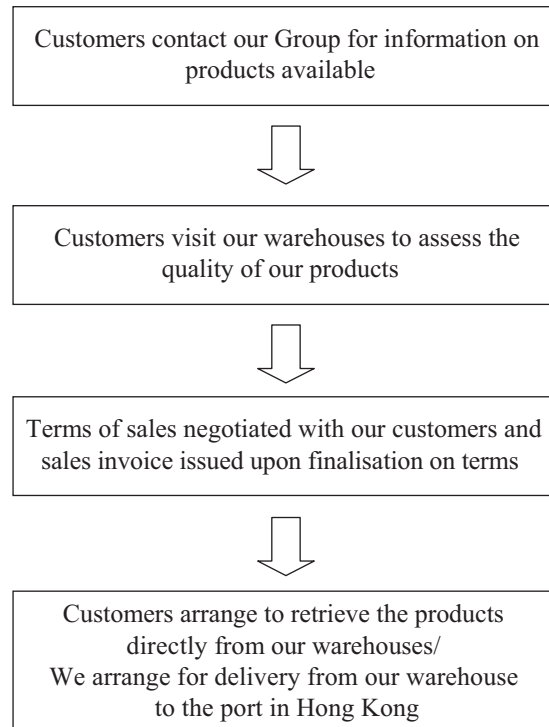 Customers contact our Group for information on
products available
Customers visit our warehouses to assess the
quality of our products
Terms of sales negotiated with our customers and
sales invoice issued upon finalisation on terms
Customers arrange to retrieve the products
directly from our warehouses/
We arrange for delivery from our warehouse
to the port in Hong Kong